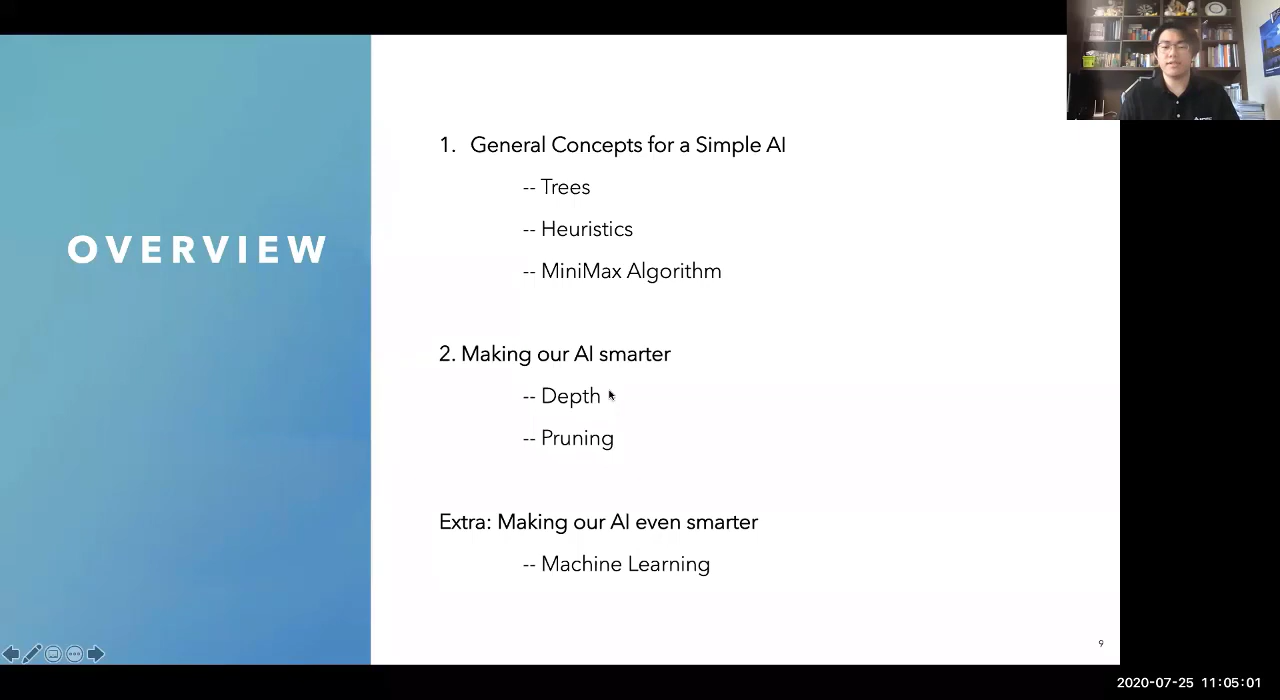 OVERVIEW
1. General Concepts for a Simple AI
-- Trees
-- Heuristics
-- MiniMax Algorithm
2. Making our AI smarter
-- Depth
-- Pruning
Extra: Making our AI even smarter
-- Machine Learning
9
2020-07-25 11:05:01